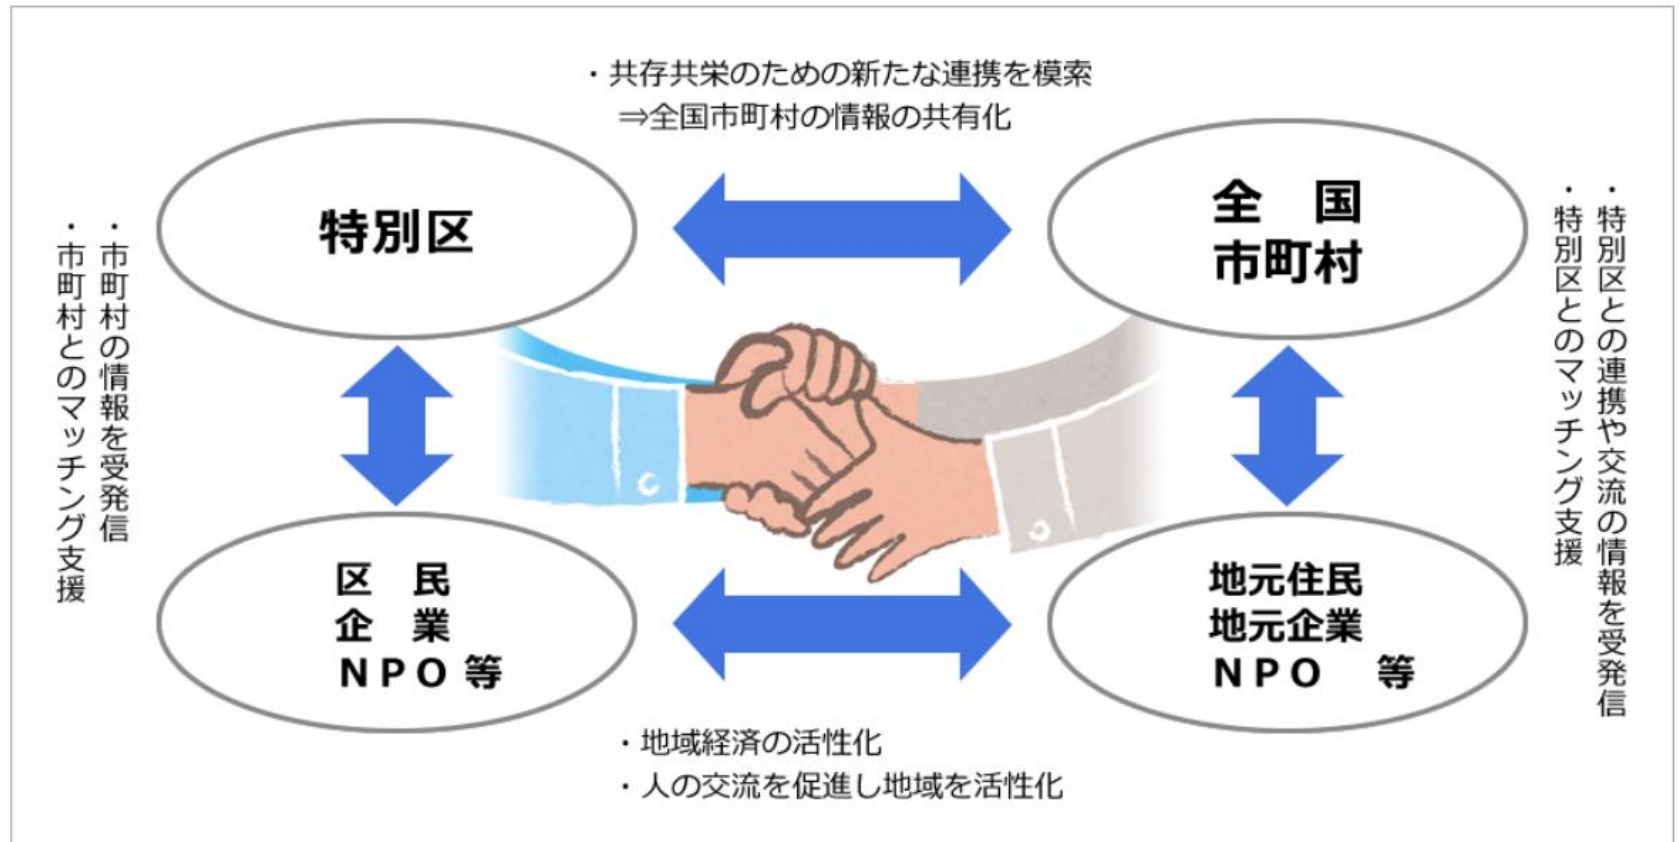 ・共存共栄のための新たな連携を模索
⇒全国市町村の情報の共有化
特別区
全　国
市町村
・市町村の情報を受発信
・市町村とのマッチング支援
・特別区との連携や交流の情報を受発信
・特別区とのマッチング支援
区　民
企　業
ＮＰＯ 等
地元住民
地元企業
ＮＰＯ　等
・地域経済の活性化
・人の交流を促進し地域を活性化